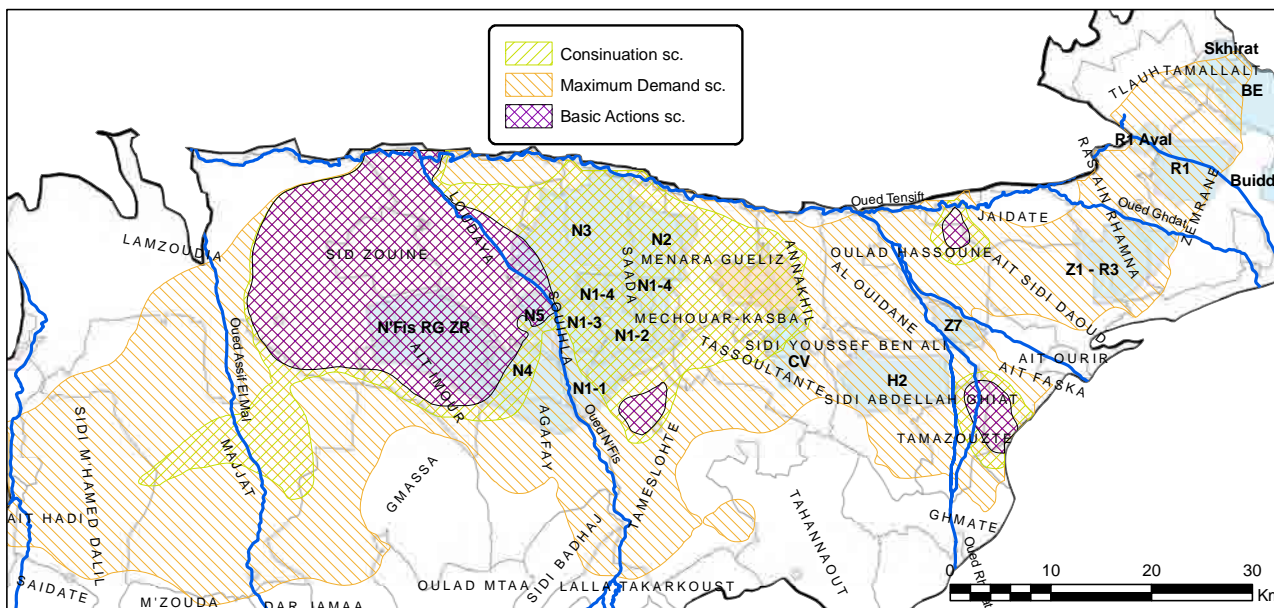 Consinuation sc.
Maximum Demand sc.
Basic Actions sc.
Skhirat
TLAUH
TAMALLALT
BE
R1 Aval
R1
Buidd
RAS AIN RHAMNA
ZEMRANE
Oued Ghdat
Oued Tensift
JAIDATE
LOUDAYA
LAMZOUDIA
SID ZOUINE
N3
N2
SAADA
MENARA GUELIZ
ANNAKHIL
OULAD HASSOUNE
AL OUIDANE
AIT SIDI DAOUD
Z1 - R3
N1-4
N1-4
N5
SOUIHLA
N1-3
N1-2
MECHOUAR-KASBA
N'Fis RG ZR
AIT IMOUR
Z7
SIDI YOUSSEF BEN ALI
TASSOULTANTE
CV
AIT OURIR
AIT FASKA
Oued Assif El Mal
N4
N1-1
H2
SIDI ABDELLAH GHIAT
AGAFAY
Oued N'Fis
TAMAZOUZTE
SIDI M'HAMED DALIL
MAJJAT
GMASSA
TAMESLOHTE
TAHANNAOUT
GHMATE
AIT HADI
SIDI BADHAJ
SAIDATE
M'ZOUDA
DAR JAMAA
OULAD MTAA
LALLA TAKARKOUST
0 10 20 30
Km